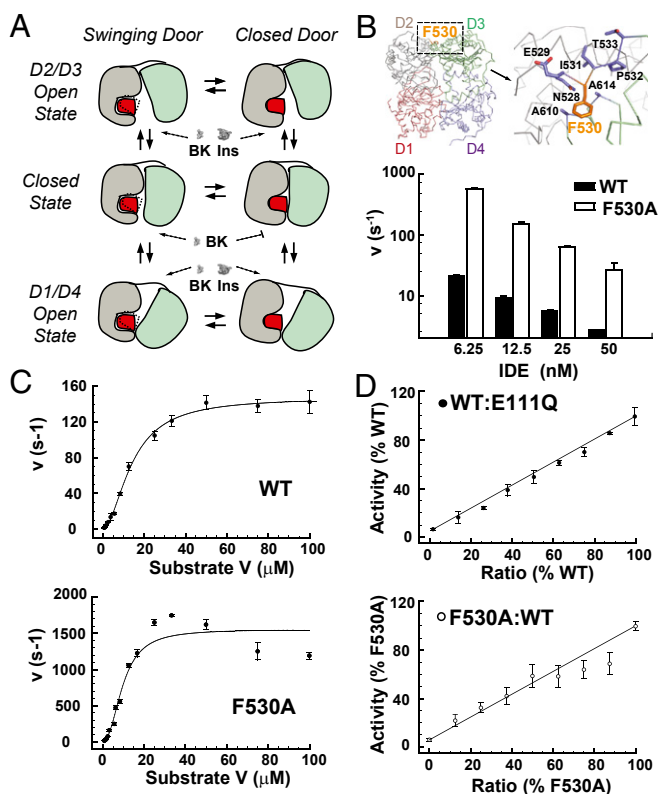 A
Swinging Door Closed Door
D2/D3
Open
State
BK Ins
Closed
State
BK
BK Ins
D1/D4
Open
State
B
D2
F530
D3
D1
D4
E529
T533
I531
P532
N528
A614
A610
F530
WT
F530A
v (s-1)
1000
100
10
6.25 12.5 25 50
IDE (nM)
C
v (s-1)
160
120
80
40
0
WT
0 20 40 60 80 100
Substrate V (μM)
v (s-1)
2000
1500
1000
500
0
F530A
0 20 40 60 80 100
Substrate V (μM)
D
WT:E111Q
Activity (% WT)
120
80
40
0
0 20 40 60 80 100
Ratio (% WT)
F530A:WT
Activity (% F530A)
120
80
40
0
0 20 40 60 80 100
Ratio (% F530A)